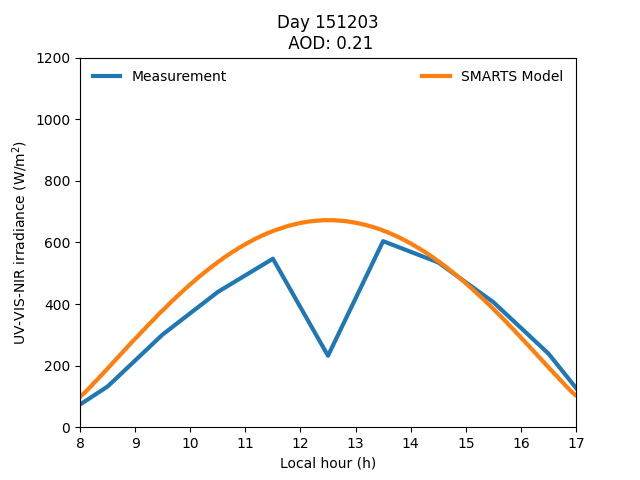 Day 151203
AOD: 0.21
Measurement
SMARTS Model
UV-VIS-NIR irradiance (W/m²)
1200
1000
800
600
400
200
0
8 9 10 11 12 13 14 15 16 17
Local hour (h)